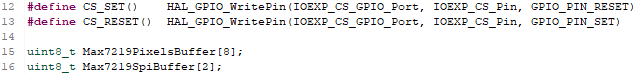 12 #define CS_SET()    HAL_GPIO_WritePin(IOEXP_CS_GPIO_Port, IOEXP_CS_Pin, GPIO_PIN_RESET)
13 #define CS_RESET()  HAL_GPIO_WritePin(IOEXP_CS_GPIO_Port, IOEXP_CS_Pin, GPIO_PIN_SET)
14
15 uint8_t Max7219PixelsBuffer[8];
16 uint8_t Max7219SpiBuffer[2];